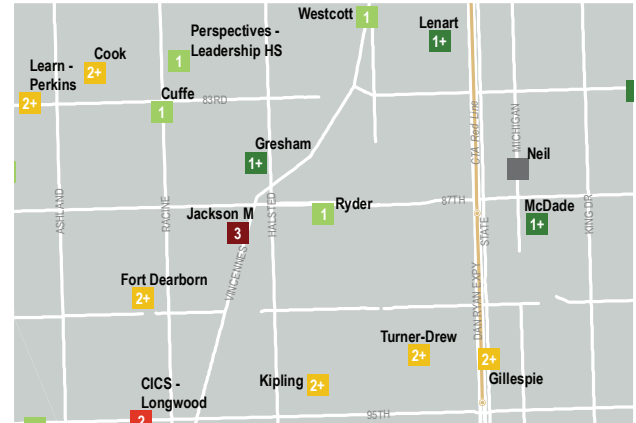 Westcott
1
Lenart
1+
Perspectives -
Leadership HS
1
Cook
2+
Learn -
Perkins
2+
Cuffe
1
83RD
CTA Red Line
MICHIGAN
Gresham
1+
Neil
ASHLAND
RACINE
HALSTED
87TH
KING DR
Jackson M
3
Ryder
1
McDade
1+
STATE
VINCENNES
Fort Dearborn
2+
DAN RYAN EXPY
Turner-Drew
2+
2+
Gillespie
Kipling
2+
CICS -
Longwood
2
95TH